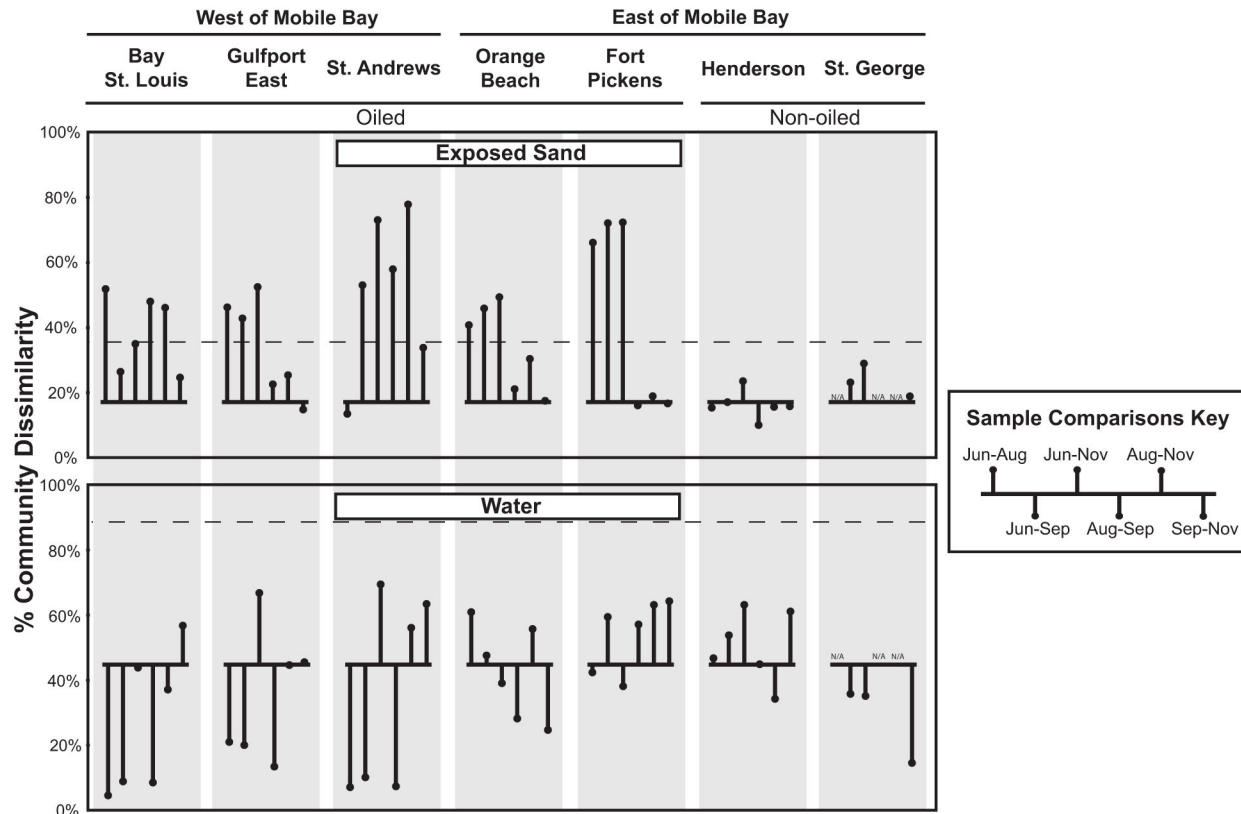 West of Mobile Bay East of Mobile Bay
Bay Gulfport St. Andrews Orange Fort Henderson St. George
St. Louis East Beach Pickens
Oiled Non-oiled
% Community Dissimilarity
100%
Exposed Sand
80%
60%
40%
20%
N/A N/A N/A
0%
100%
Water
80%
60%
N/A N/A N/A
40%
20%
0%
Sample Comparisons Key
Jun-Aug Jun-Nov Aug-Nov
Jun-Sep Aug-Sep Sep-Nov